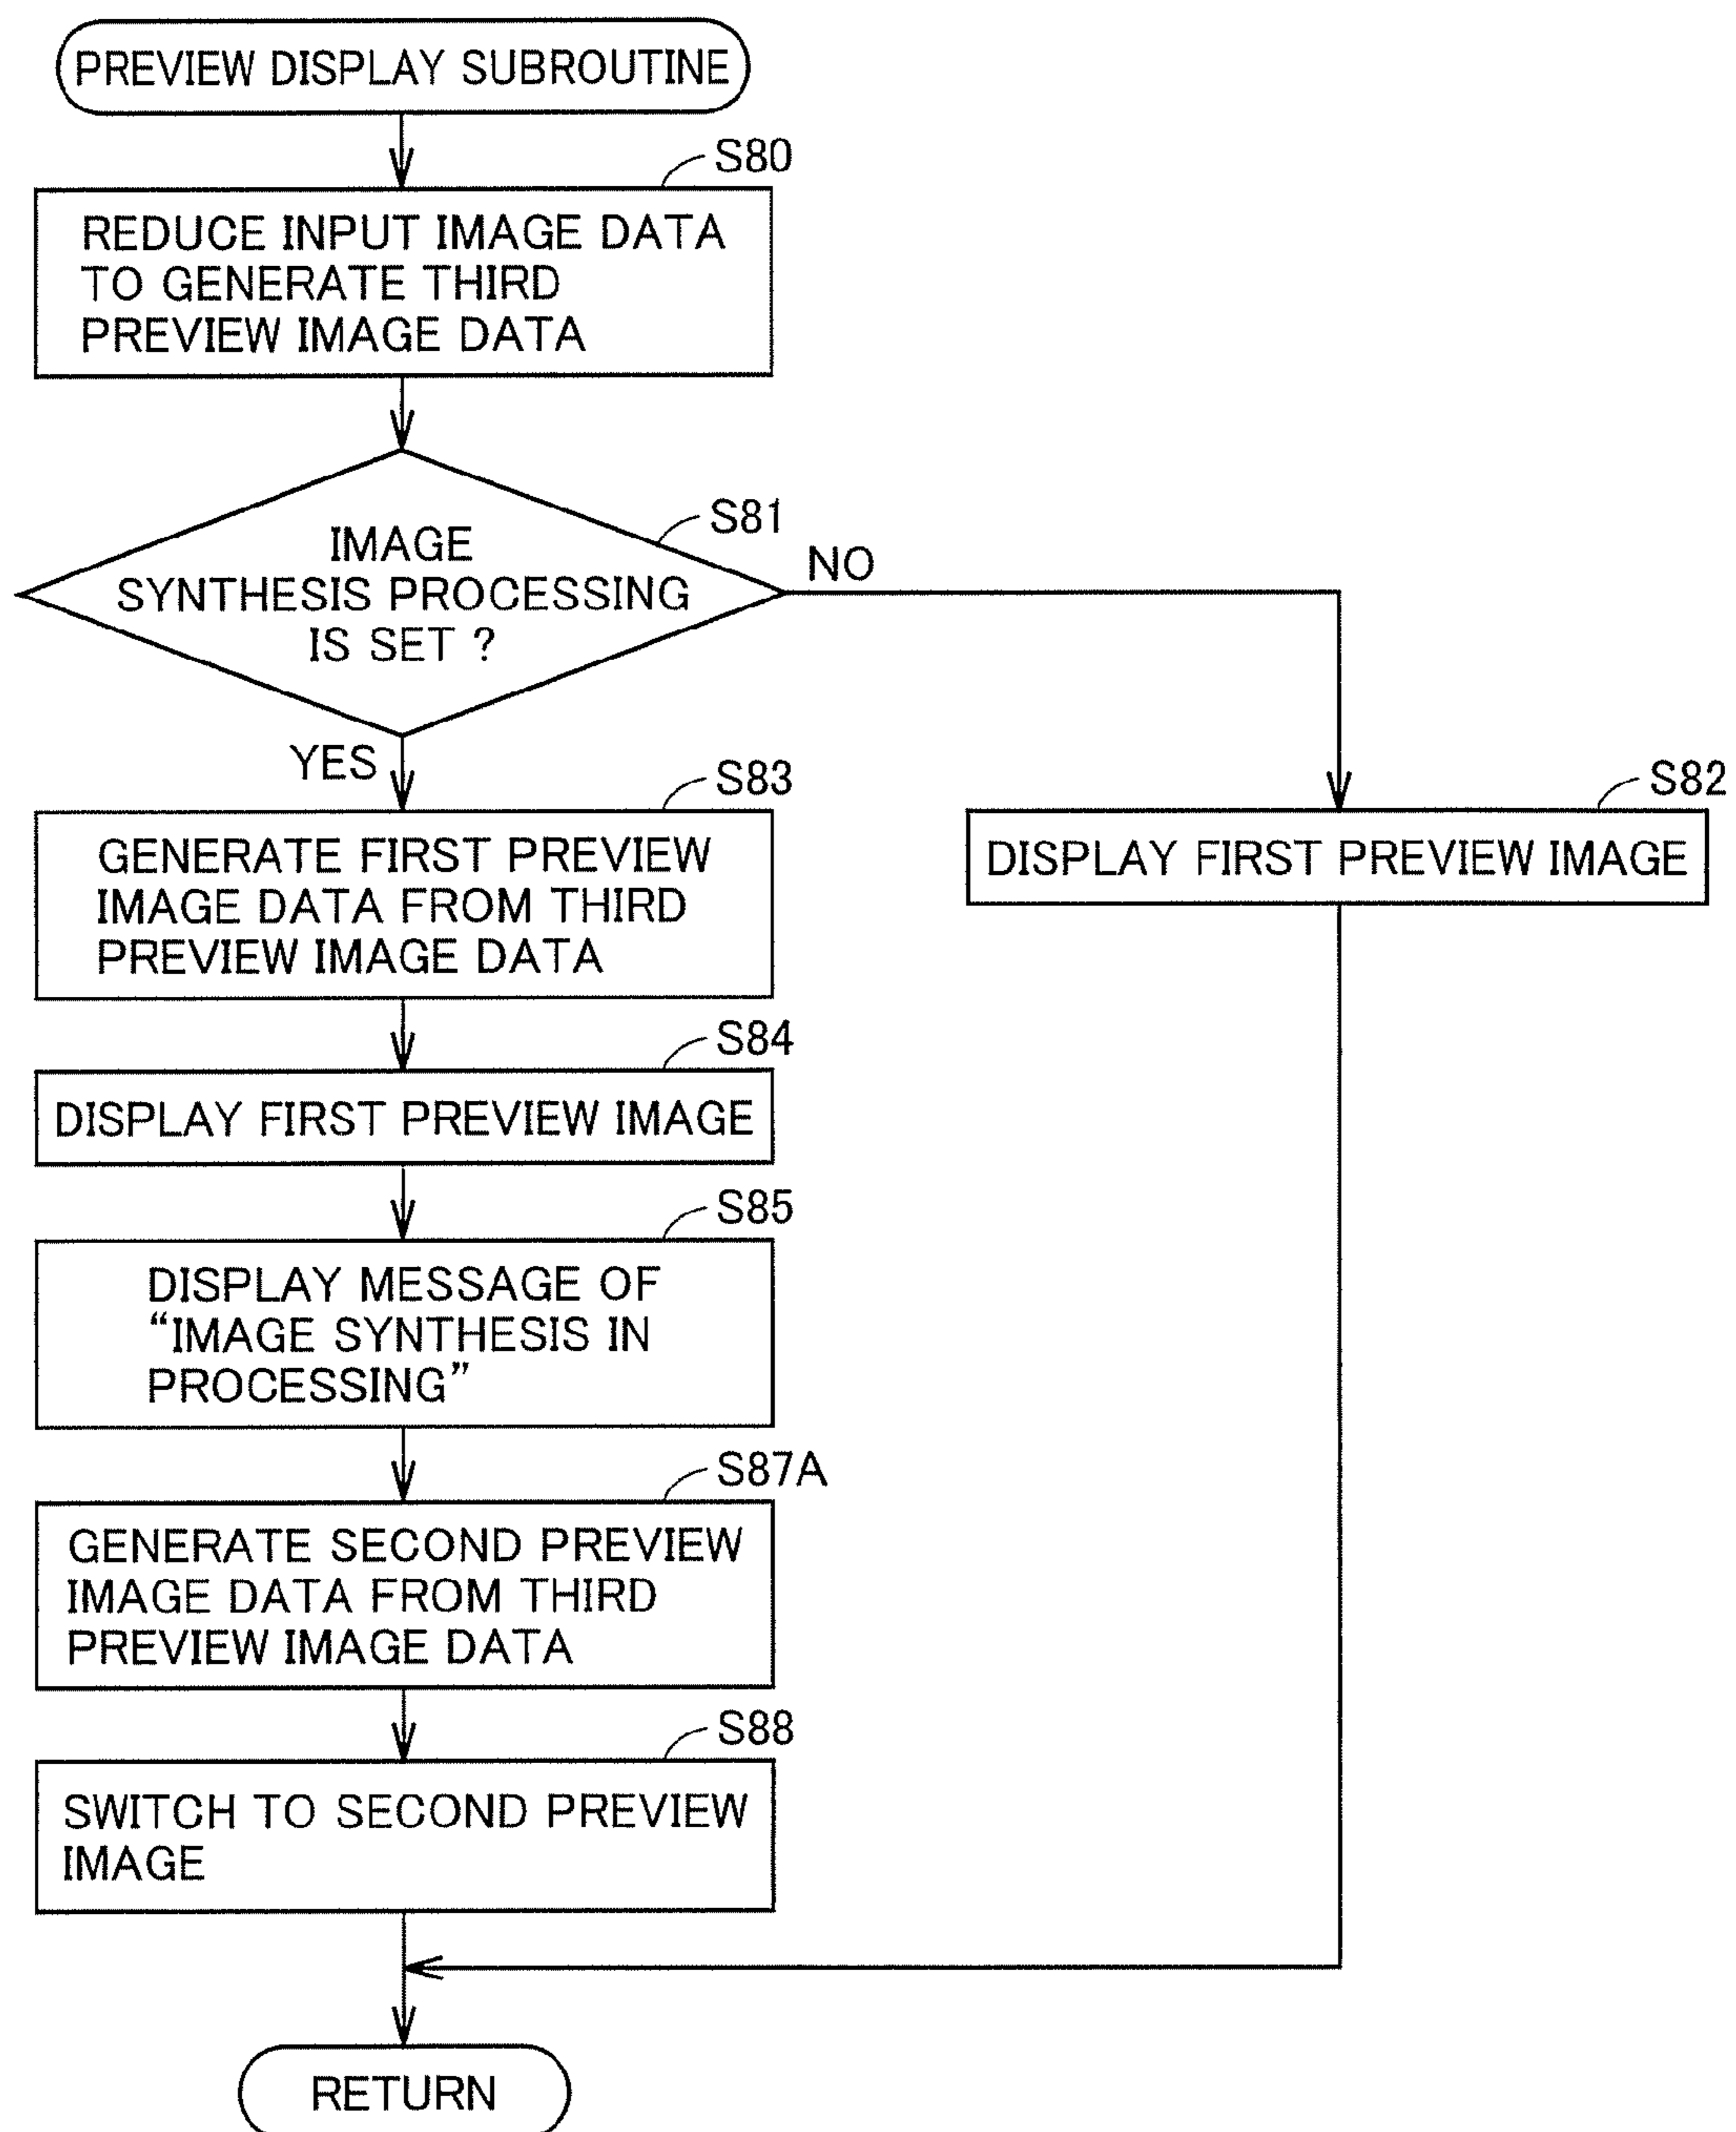 PREVIEW DISPLAY SUBROUTINE
S80
REDUCE INPUT IMAGE DATA
TO GENERATE THIRD
PREVIEW IMAGE DATA
S81
IMAGE
SYNTHESIS PROCESSING
IS SET ?
NO
YES
S83
GENERATE FIRST PREVIEW
IMAGE DATA FROM THIRD
PREVIEW IMAGE DATA
S82
DISPLAY FIRST PREVIEW IMAGE
S84
DISPLAY FIRST PREVIEW IMAGE
S85
DISPLAY MESSAGE OF
“IMAGE SYNTHESIS IN
PROCESSING”
S87A
GENERATE SECOND PREVIEW
IMAGE DATA FROM THIRD
PREVIEW IMAGE DATA
S88
SWITCH TO SECOND PREVIEW
IMAGE
RETURN